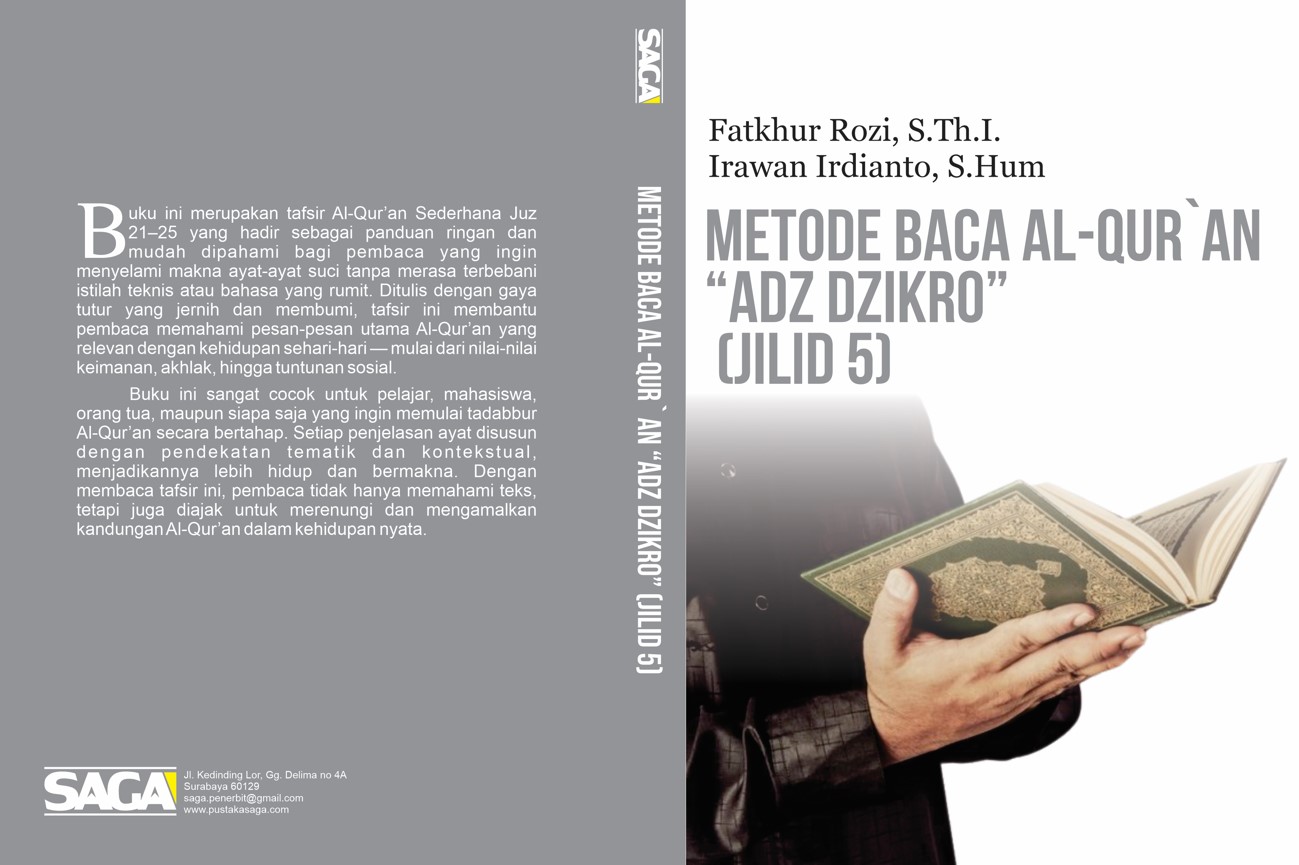 Buku ini merupakan tafsir Al-Qur’an Sederhana Juz
21–25 yang hadir sebagai panduan ringan dan
mudah dipahami bagi pembaca yang ingin
menyelami makna ayat-ayat suci tanpa merasa terbebani
istilah teknis atau bahasa yang rumit. Ditulis dengan gaya
tutur yang jernih dan membumi, tafsir ini membantu
pembaca memahami pesan-pesan utama Al-Qur’an yang
relevan dengan kehidupan sehari-hari — mulai dari nilai-nilai
keimanan, akhlak, hingga tuntunan sosial.
Buku ini sangat cocok untuk pelajar, mahasiswa,
orang tua, maupun siapa saja yang ingin memulai tadabbur
Al-Qur’an secara bertahap. Setiap penjelasan ayat disusun
dengan pendekatan tematik dan kontekstual,
menjadikannya lebih hidup dan bermakna. Dengan
membaca tafsir ini, pembaca tidak hanya memahami teks,
tetapi juga diajak untuk merenungi dan mengamalkan
kandungan Al-Qur’an dalam kehidupan nyata.
SAGA
Jl. Kedinding Lor, Gg. Delima no 4A
Surabaya 60129
saga.penerbit@gmail.com
www.pustakasaga.com
SAGA
METODE BACA AL-QUR`AN “ADZ DZIKRO” (JILID 5)
Fatkhur Rozi, S.Th.I.
Irawan Irdianto, S.Hum
METODE BACA AL-QUR`AN
“ADZ DZIKRO”
(JILID 5)